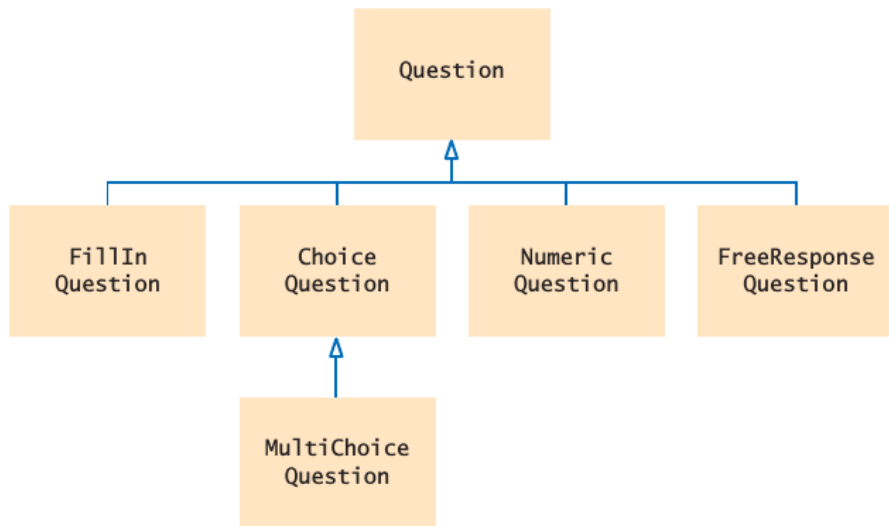 Question
FillIn
Question
Choice
Question
Numeric
Question
FreeResponse
Question
MultiChoice
Question